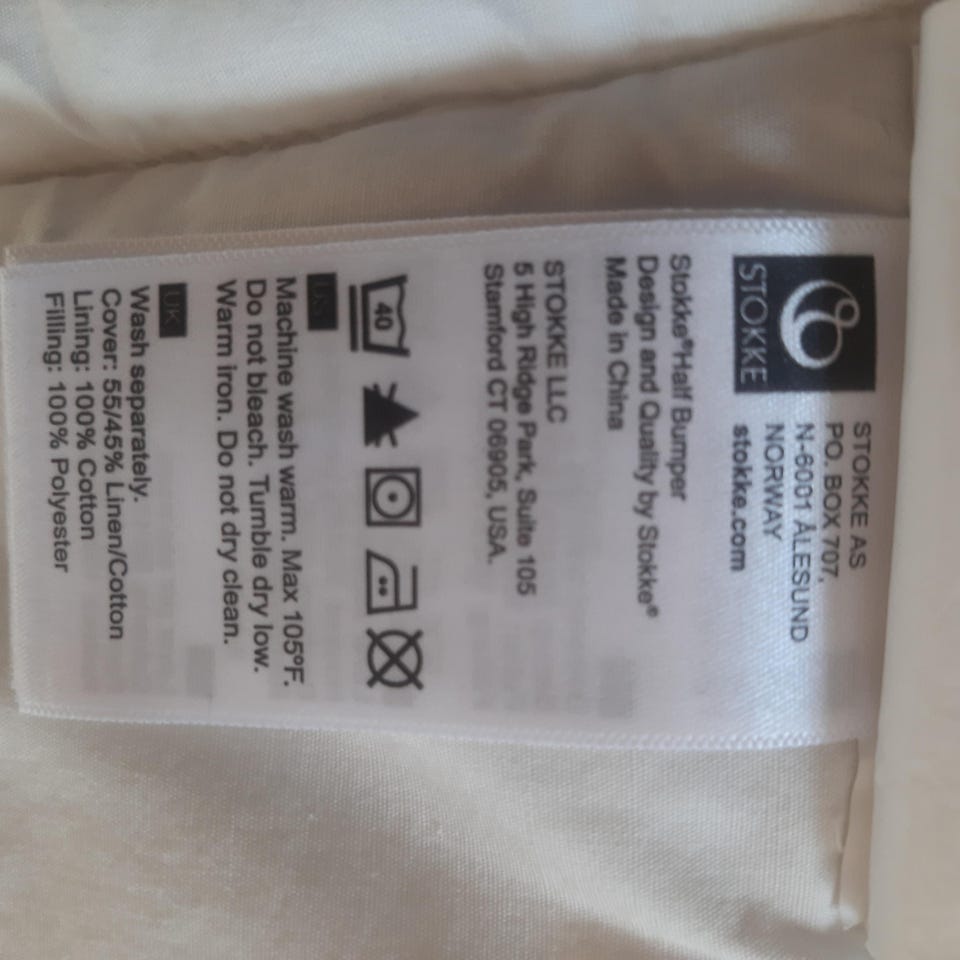 STOKKE
STOKKE AS
PO. BOX 707,
N-6001 ÅLESUND
NORWAY
stokke.com
Stokke®Half Bumper
Design and Quality by Stokke®
Made in China
STOKKE LLC
5 High Ridge Park, Suite 105
Stamford CT 06905, USA.
40
US
Machine wash warm. Max 105ºF.
Do not bleach. Tumble dry low.
Warm iron. Do not dry clean.
UK
Wash separately.
Cover: 55/45% Linen/Cotton
Lining: 100% Cotton
Filling: 100% Polyester